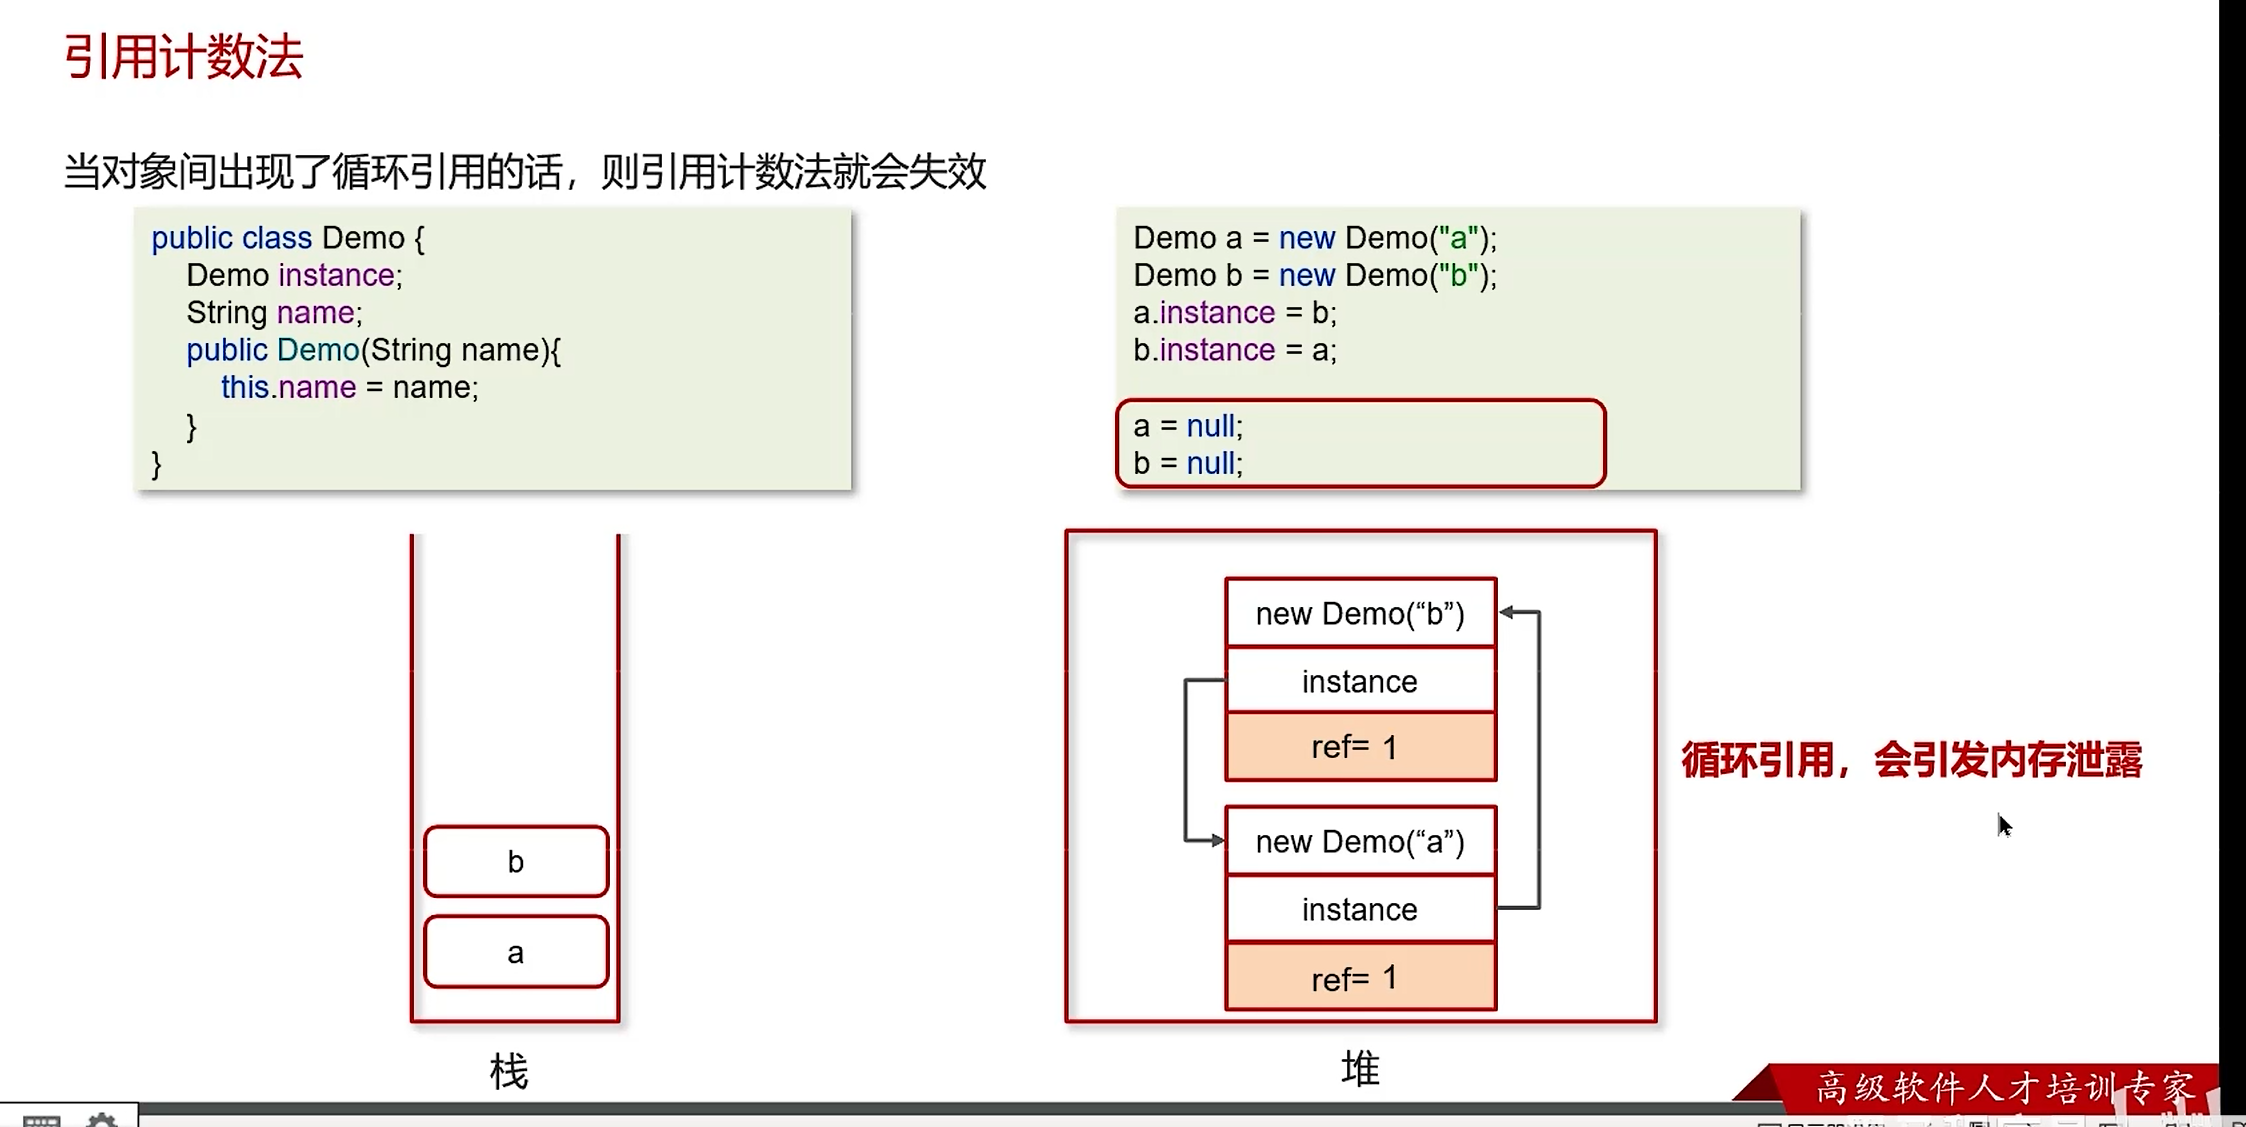 引用计数法
当对象间出现了循环引用的话，则引用计数法就会失效
public class Demo {
Demo instance;
String name;
public Demo(String name){
this.name = name;
}
}
Demo a = new Demo("a");
Demo b = new Demo("b");
a.instance = b;
b.instance = a;
a = null;
b = null;
b
a
栈
new Demo(“b”)
instance
ref= 1
new Demo(“a”)
instance
ref= 1
堆
循环引用，会引发内存泄露
高级软件人才培训专家